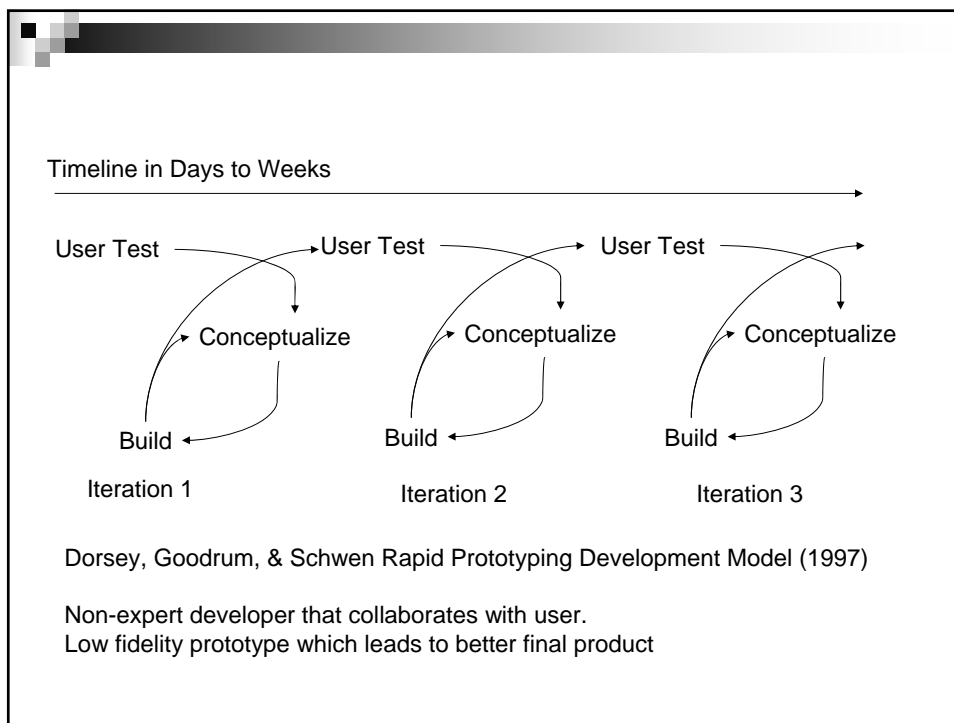 Timeline in Days to Weeks
User Test User Test User Test
Conceptualize Conceptualize Conceptualize
Build Build Build
Iteration 1 Iteration 2 Iteration 3
Dorsey, Goodrum, & Schwen Rapid Prototyping Development Model (1997)
Non-expert developer that collaborates with user.
Low fidelity prototype which leads to better final product